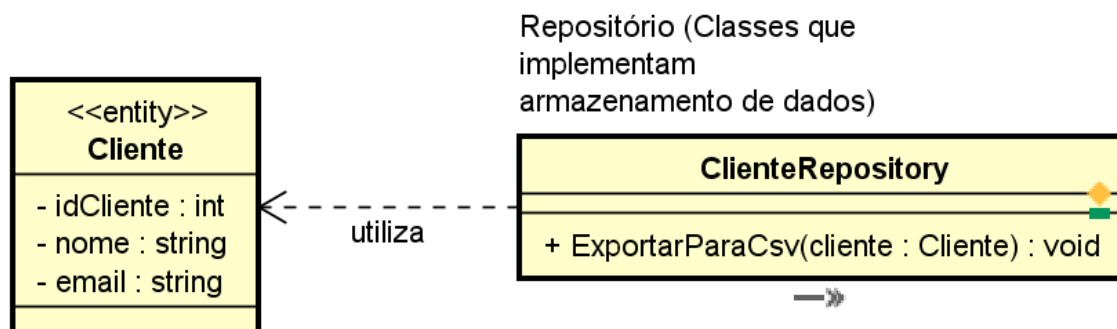 Repositório (Classes que
implementam
armazenamento de dados)
<<entity>>
Cliente
- idCliente : int
- nome : string
- email : string
utiliza
ClienteRepository
+ ExportarParaCsv(cliente : Cliente) : void